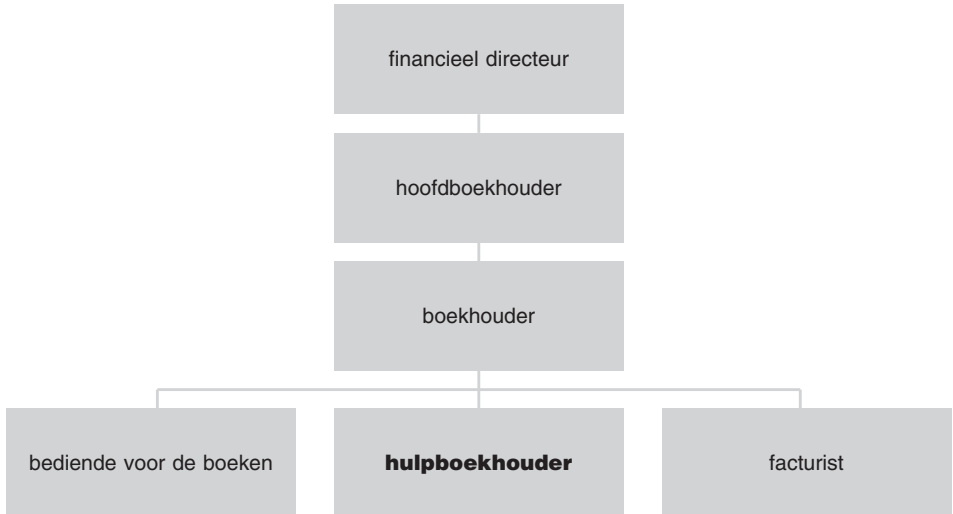 financieel directeur
hoofdboekhouder
boekhouder
bediende voor de boeken
hulpboekhouder
facturist